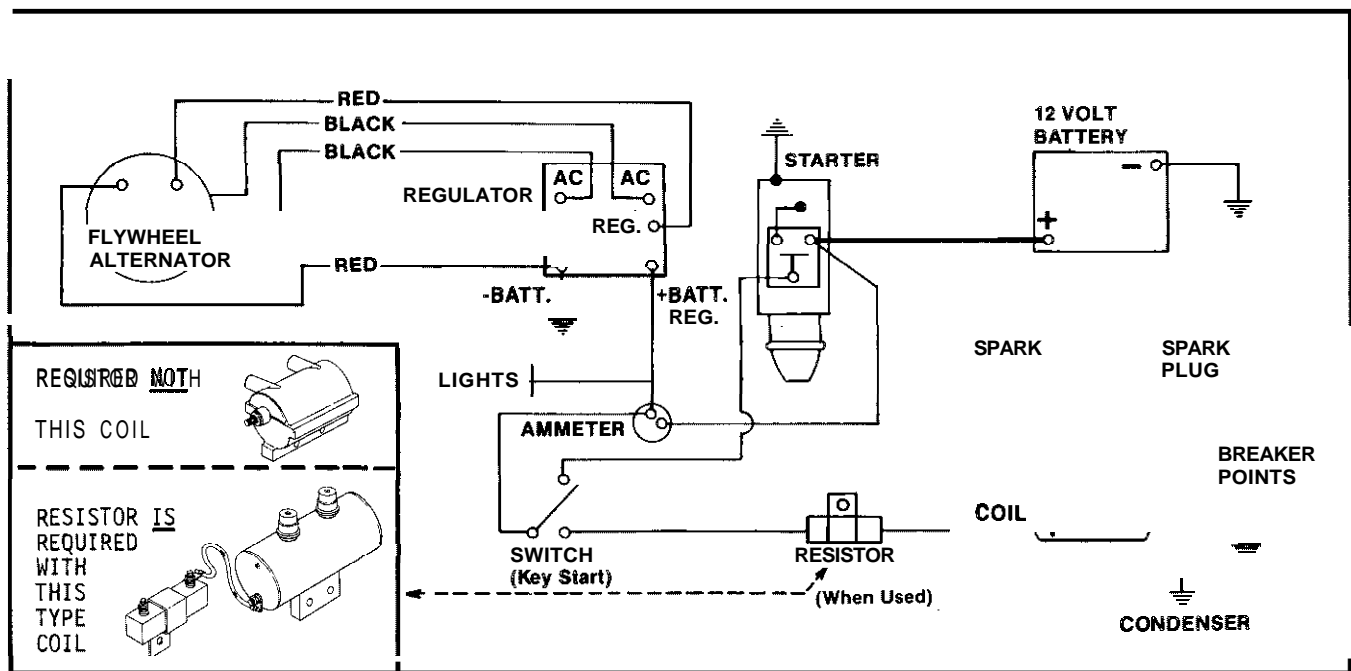 RED
BLACK
BLACK
12 VOLT
BATTERY
STARTER
AC
AC
REGULATOR
REG.
FLYWHEEL
ALTERNATOR
RED
-
+
-BATT.
+BATT.
REG.
SPARK
SPARK
PLUG
LIGHTS
AMMETER
NOT
THIS COIL
BREAKER
POINTS
RESISTOR IS
REQUIRED
WITH
THIS
TYPE
COIL
COIL
SWITCH
(Key Start)
RESISTOR
(When Used)
CONDENSER